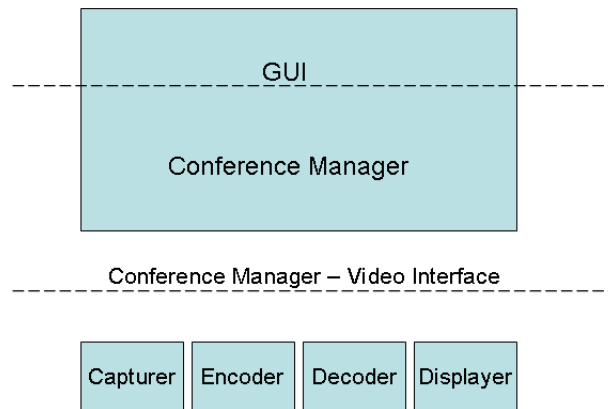 GUI
Conference Manager
Conference Manager – Video Interface
Capturer Encoder Decoder Displayer